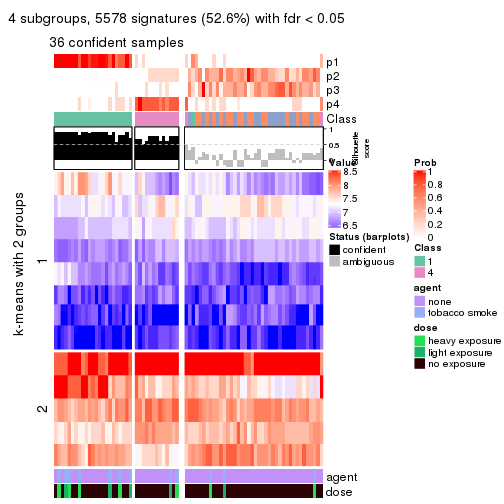 4 subgroups, 5578 signatures (52.6%) with fdr < 0.05
36 confident samples
p1
p2
p3
p4
Class
1
0.5
0
Silhouette
score
k-means with 2 groups
1
2
agent
dose
Value
8.5
8
7.5
7
6.5
Status (barplots)
confident
ambiguous
Prob
1
0.8
0.6
0.4
0.2
0
Class
1
4
agent
none
tobacco smoke
dose
heavy exposure
light exposure
no exposure